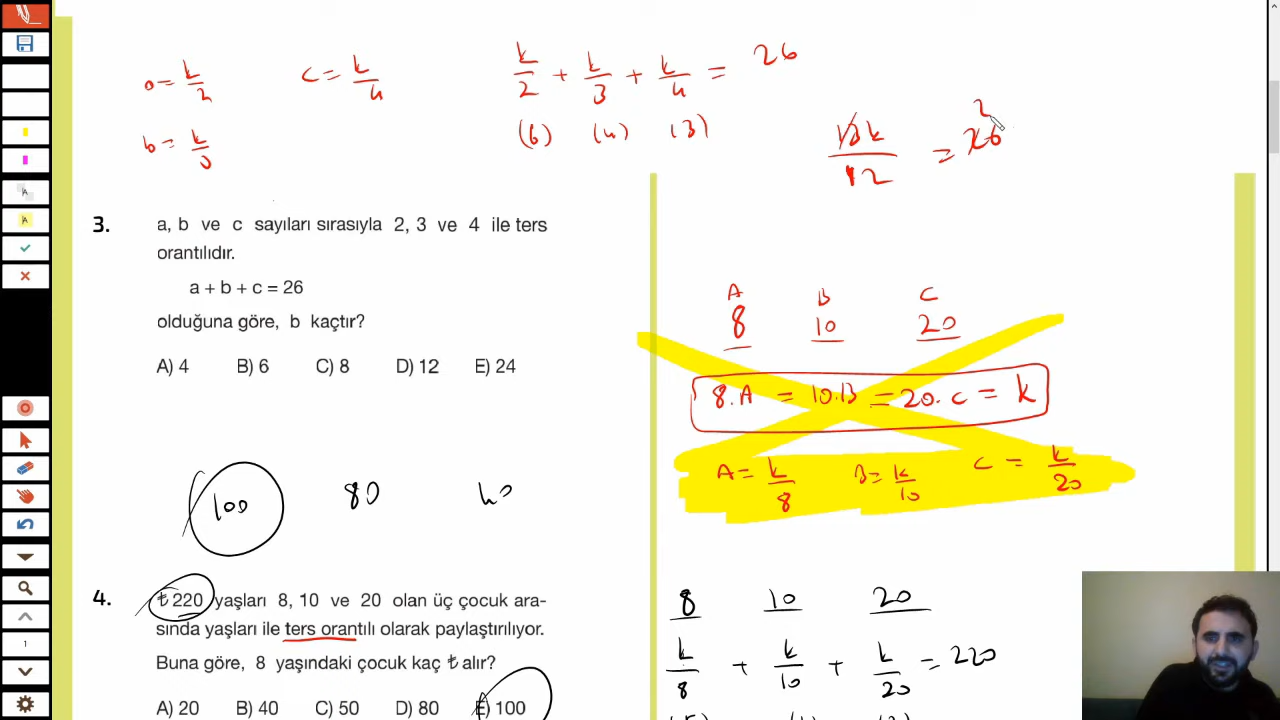 a = k/2   c = k/4   k/2 + k/3 + k/4 = 26
(6) (4) (3)
b = k/3
13k/12 = 26
2
3. a, b ve c sayıları sırasıyla 2, 3 ve 4 ile ters
orantılıdır.
a + b + c = 26
olduğuna göre, b kaçtır?
A) 4 B) 6 C) 8 D) 12 E) 24
A B C
8 10 20
8.A = 10.B = 20.C = k
A = k/8   B = k/10   C = k/20
100 80 40
4. ₺220 yaşları 8, 10 ve 20 olan üç çocuk ara-
sında yaşları ile ters orantılı olarak paylaştırılıyor.
Buna göre, 8 yaşındaki çocuk kaç ₺ alır?
A) 20 B) 40 C) 50 D) 80 E) 100
8 10 20
k/8 + k/10 + k/20 = 220